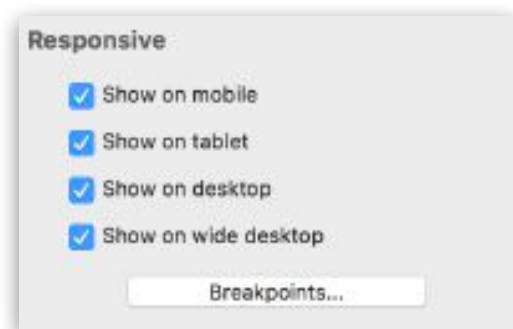 Responsive
Show on mobile
Show on tablet
Show on desktop
Show on wide desktop
Breakpoints...